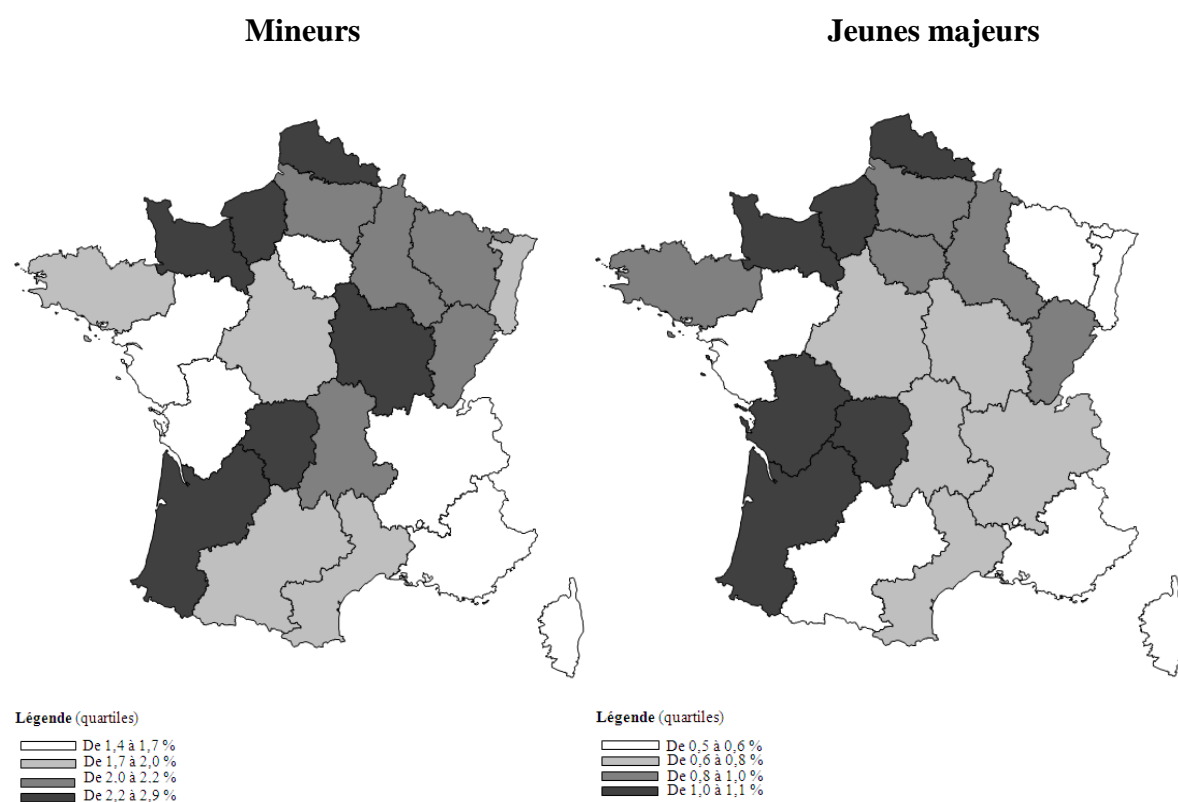 Mineurs
Jeunes majeurs
Légende (quartiles)
De 1,4 à 1,7 %
De 1,7 à 2,0 %
De 2.0 à 2.2 %
De 2,2 à 2,9 %
Légende (quartiles)
De 0,5 à 0,6 %
De 0,6 à 0,8 %
De 0,8 à 1,0 %
De 1,0 à 1,1 %